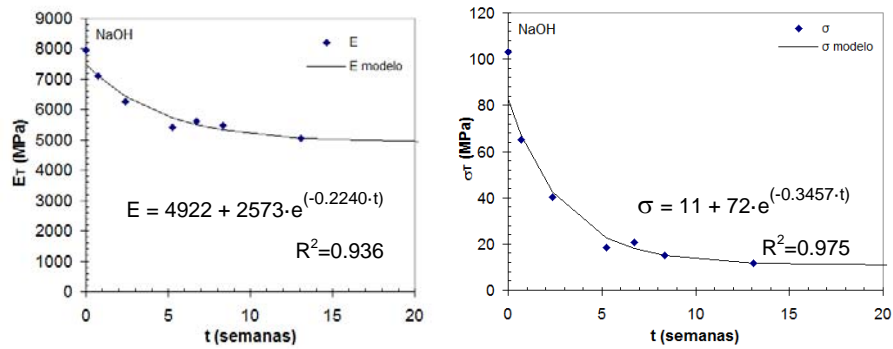 NaOH
E
E modelo
9000
8000
7000
6000
5000
4000
3000
2000
1000
0
E = 4922 + 2573·e^(-0.2240·t)
R²=0.936
0 5 10 15 20
t (semanas)
E_T (MPa)
NaOH
σ
σ modelo
120
100
80
60
40
20
0
σ = 11 + 72·e^(-0.3457·t)
R²=0.975
0 5 10 15 20
t (semanas)
σ_T (MPa)